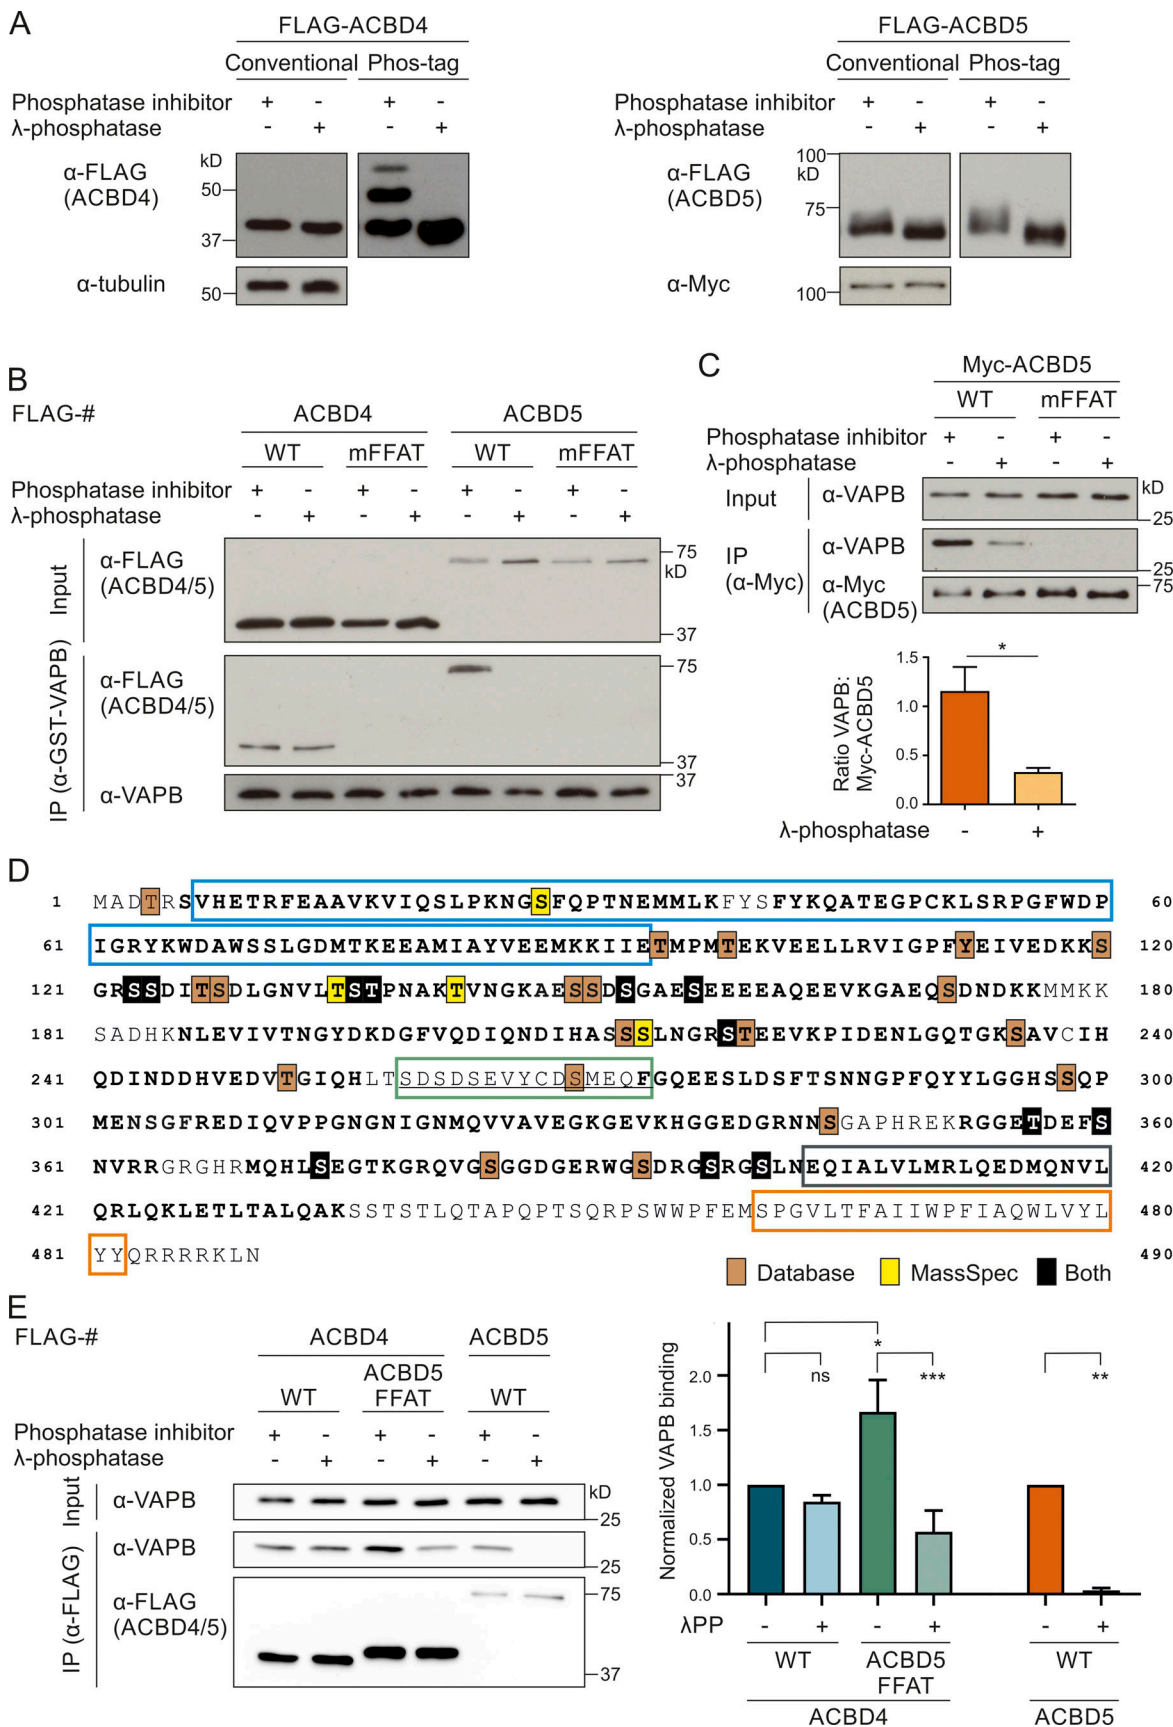 A
FLAG-ACBD4
Conventional Phos-tag
Phosphatase inhibitor + - + -
λ-phosphatase - + - +
α-FLAG
(ACBD4)
kD
50
37
α-tubulin
50
FLAG-ACBD5
Conventional Phos-tag
Phosphatase inhibitor + - + -
λ-phosphatase - + - +
α-FLAG
(ACBD5)
100
kD
75
α-Myc
100
B
FLAG-# ACBD4 ACBD5
WT mFFAT WT mFFAT
Phosphatase inhibitor + - + - + - + -
λ-phosphatase - + - + - + - +
Input
α-FLAG
(ACBD4/5)
75
kD
37
IP (α-GST-VAPB)
α-FLAG
(ACBD4/5)
75
37
α-VAPB
37
C
Myc-ACBD5
WT mFFAT
Phosphatase inhibitor + - + -
λ-phosphatase - + - +
Input α-VAPB
kD
25
IP
(α-Myc)
α-VAPB
25
α-Myc
(ACBD5)
75
Ratio VAPB:
Myc-ACBD5
1.5
1.0
0.5
0.0
*
λ-phosphatase - +
D
1 MADTRSVHETRFEAAVKVIQSLPKNGSFQPTNEMMLKFYSFYKQATEGPCKLSRPGFWDP 60
61 IGRYKWDAWSSLGDMTKEEAMIAYVEEMKKIIETMPMTEKVEELLRVIGPFYEIVEDKKS 120
121 GRSSDITSDLGNVLTSTPNAKTVNGKAESSDSGAESEEEEAQEEVKGAEQSDNDKKMMKK 180
181 SADHKNLEVIVTNGYDKDGFVQDIQNDIHASSSLNGRSTEEVKPIDENLGQTGKSAVCIH 240
241 QDINDDHVEDVTGIQHLTSDSDSEVYCDSMEQFGQEESLDSFTSNNGPFQYYLGGHSSQP 300
301 MENSGFREDIQVPPGNGNIGNMQVVAVEGKGEVKHGGEDGRNNSGAPHREKRGGETDEFS 360
361 NVRRGRGHRMQHLSEGTKGRQVGSGGDGERWGSDRGSRGSLNEQIALVLMRLQEDMQNVL 420
421 QRLQKLETLTALQAKSSTSTLQTAPQPTSQRPSWWPFEMSPGVLTFAIIWPFIAQWLVYL 480
481 YYQRRRRKLN 490
Database MassSpec Both
E
FLAG-# ACBD4 ACBD5
WT ACBD5 FFAT WT
Phosphatase inhibitor + - + - + -
λ-phosphatase - + - + - +
Input α-VAPB
kD
25
IP (α-FLAG)
α-VAPB
25
α-FLAG
(ACBD4/5)
75
37
Normalized VAPB binding
2.0
1.5
1.0
0.5
0.0
ns * *** **
λPP - + - + - +
WT ACBD5 FFAT WT
ACBD4 ACBD5